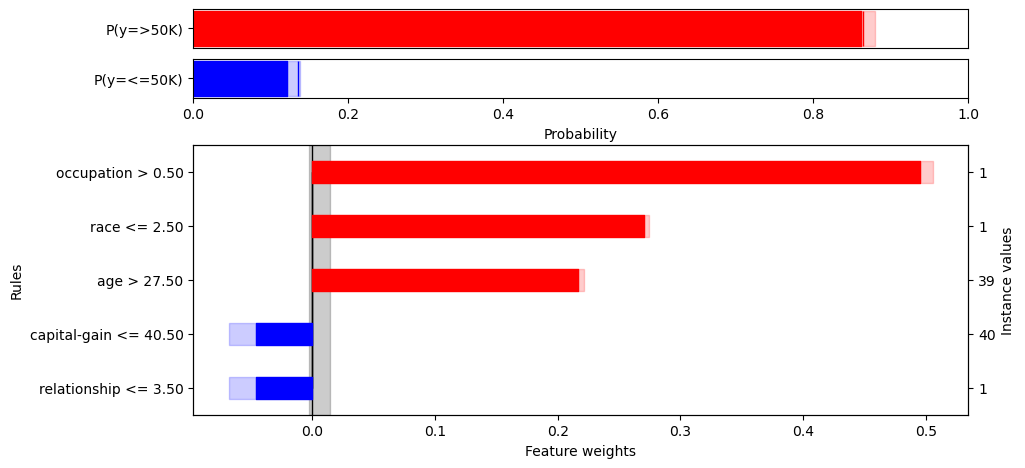 P(y=>50K)
P(y=<=50K)
0.0 0.2 0.4 0.6 0.8 1.0
Probability
occupation > 0.50 1
race <= 2.50 1
age > 27.50 39
capital-gain <= 40.50 40
relationship <= 3.50 1
Rules
Instance values
0.0 0.1 0.2 0.3 0.4 0.5
Feature weights